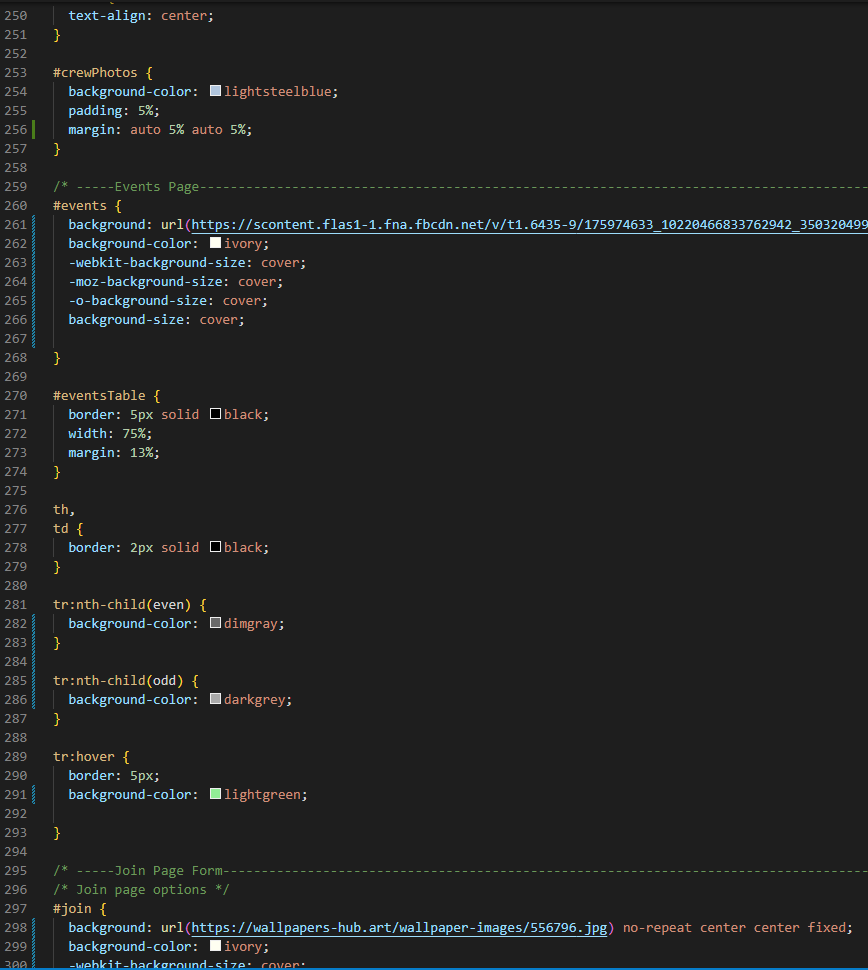 250 text-align: center;
251 }
252
253 #crewPhotos {
254 background-color: lightsteelblue;
255 padding: 5%;
256 margin: auto 5% auto 5%;
257 }
258
259 /* -----Events Page---------------------------------------------------------------------------------------
260 #events {
261 background: url(https://scontent.flas1-1.fna.fbcdn.net/v/t1.6435-9/175974633_10220466833762942_350320499
262 background-color: ivory;
263 -webkit-background-size: cover;
264 -moz-background-size: cover;
265 -o-background-size: cover;
266 background-size: cover;
267
268 }
269
270 #eventsTable {
271 border: 5px solid black;
272 width: 75%;
273 margin: 13%;
274 }
275
276 th,
277 td {
278 border: 2px solid black;
279 }
280
281 tr:nth-child(even) {
282 background-color: dimgray;
283 }
284
285 tr:nth-child(odd) {
286 background-color: darkgrey;
287 }
288
289 tr:hover {
290 border: 5px;
291 background-color: lightgreen;
292
293 }
294
295 /* -----Join Page Form------------------------------------------------------------------------------------
296 /* Join page options */
297 #join {
298 background: url(https://wallpapers-hub.art/wallpaper-images/556796.jpg) no-repeat center center fixed;
299 background-color: ivory;
300 -webkit-background-size: cover;